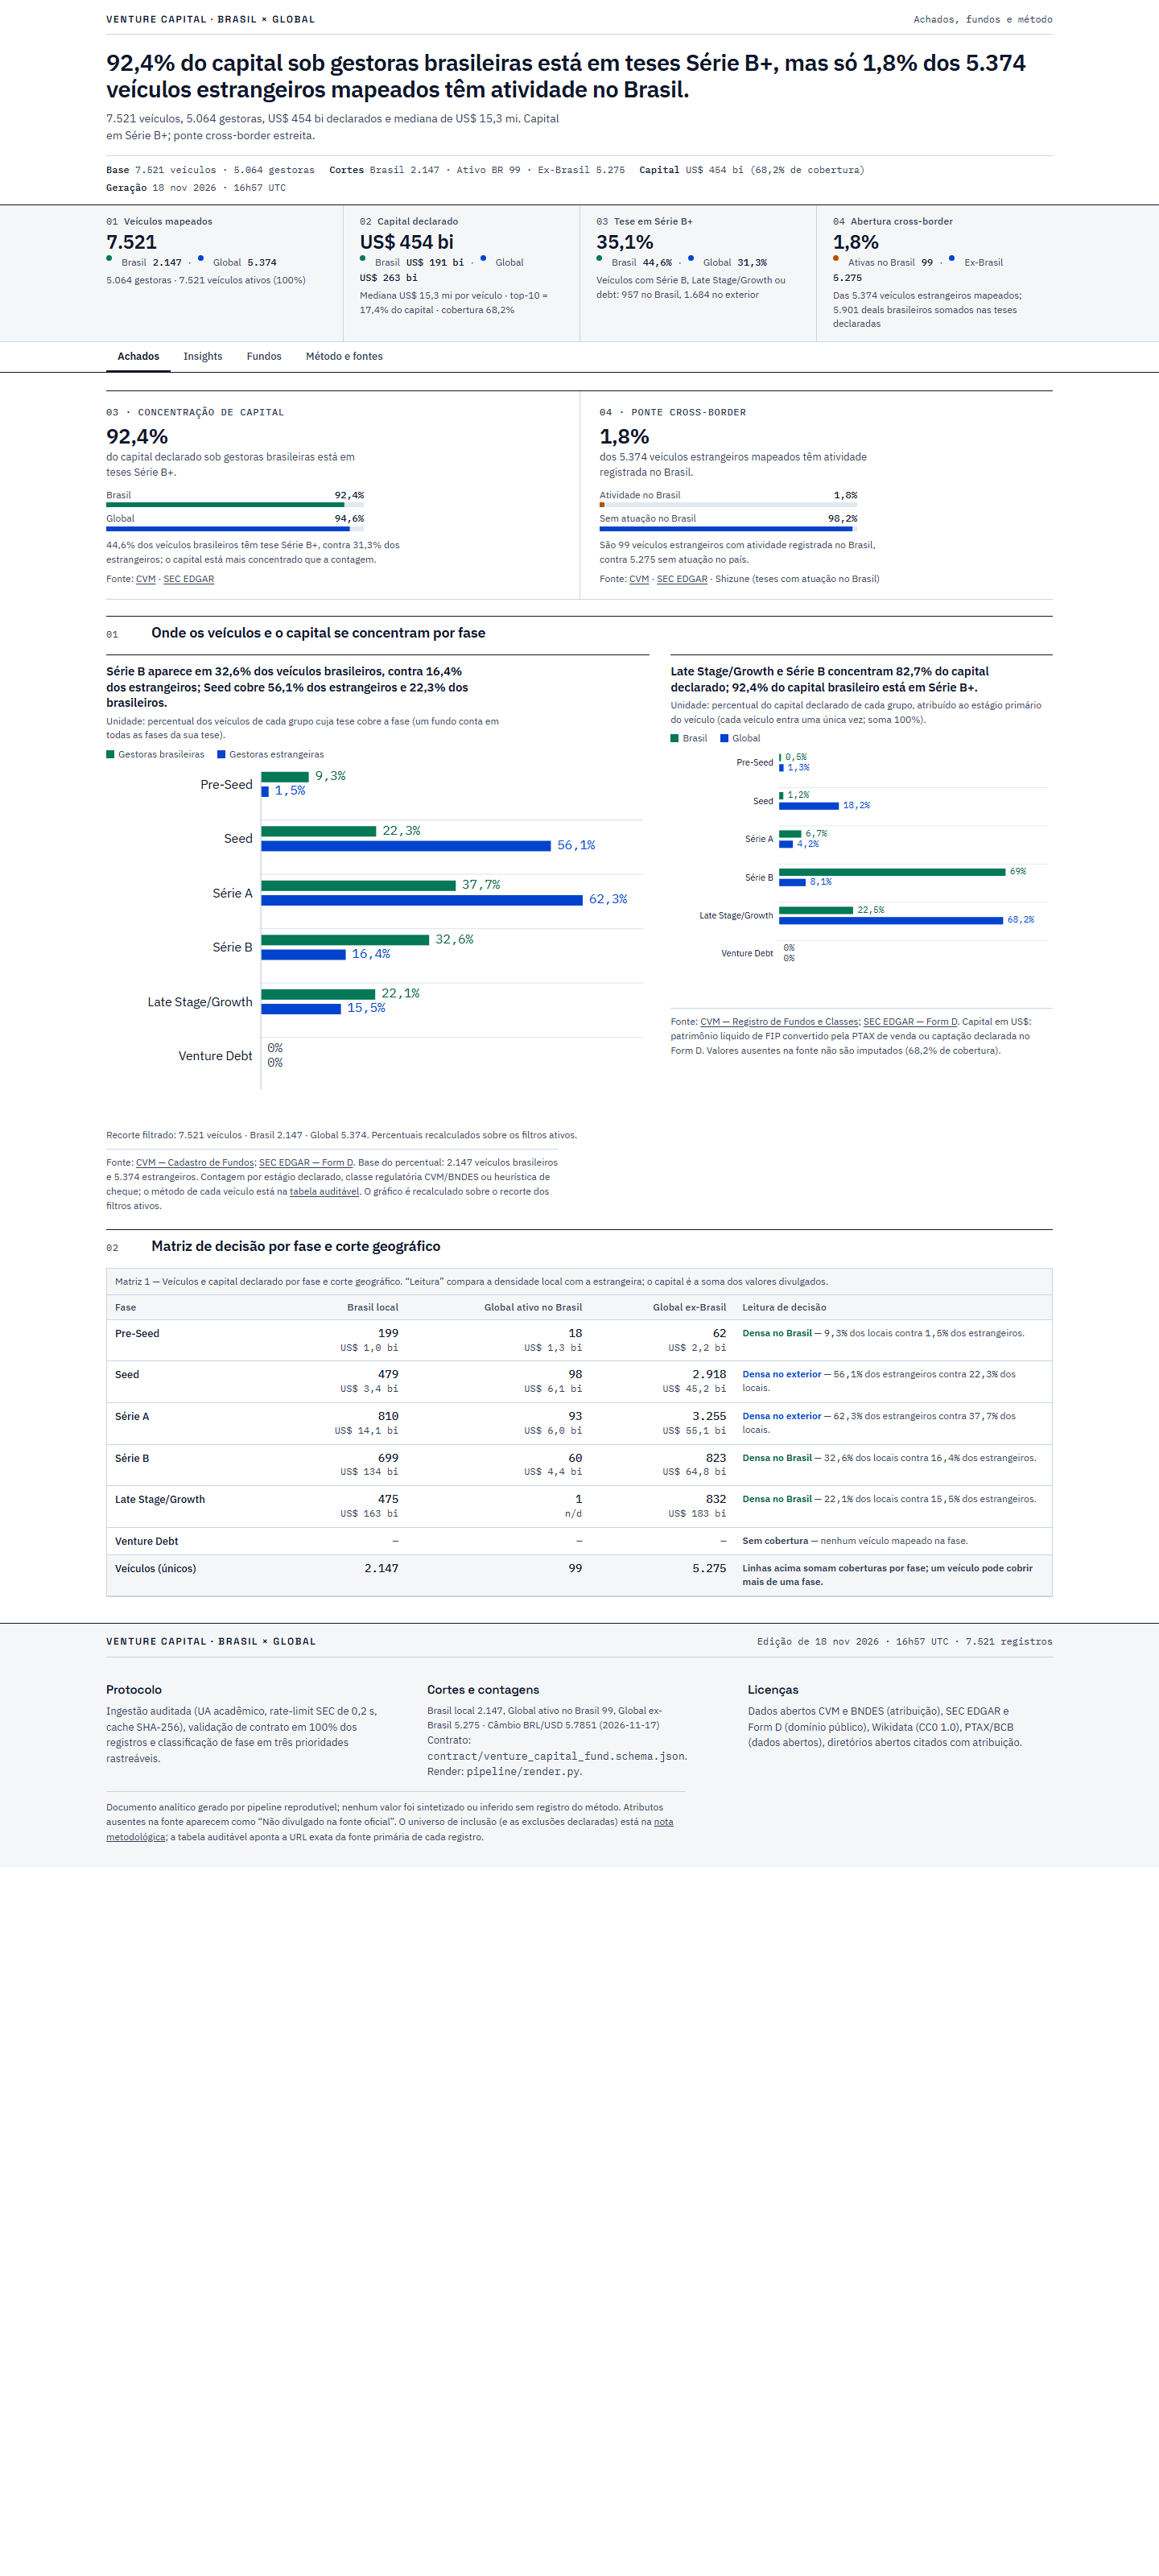 VENTURE CAPITAL · BRASIL × GLOBAL
Achados, fundos e método
92,4% do capital sob gestoras brasileiras está em teses Série B+, mas só 1,8% dos 5.374
veículos estrangeiros mapeados têm atividade no Brasil.
7.521 veículos, 5.064 gestoras, US$ 454 bi declarados e mediana de US$ 15,3 mi. Capital
em Série B+; ponte cross-border estreita.
Base 7.521 veículos · 5.064 gestoras Cortes Brasil 2.147 · Ativo BR 99 · Ex-Brasil 5.275 Capital US$ 454 bi (68,2% de cobertura)
Geração 18 nov 2026 · 16h57 UTC
01 Veículos mapeados
7.521
Brasil 2.147 · Global 5.374
5.064 gestoras · 7.521 veículos ativos (100%)
02 Capital declarado
US$ 454 bi
Brasil US$ 191 bi · Global
US$ 263 bi
Mediana US$ 15,3 mi por veículo · top-10 =
17,4% do capital · cobertura 68,2%
03 Tese em Série B+
35,1%
Brasil 44,6% · Global 31,3%
Veículos com Série B, Late Stage/Growth ou
debt: 957 no Brasil, 1.684 no exterior
04 Abertura cross-border
1,8%
Ativas no Brasil 99 · Ex-Brasil
5.275
Das 5.374 veículos estrangeiros mapeados;
5.901 deals brasileiros somados nas teses
declaradas
Achados Insights Fundos Método e fontes
03 · CONCENTRAÇÃO DE CAPITAL
92,4%
do capital declarado sob gestoras brasileiras está em
teses Série B+.
Brasil 92,4%
Global 94,6%
44,6% dos veículos brasileiros têm tese Série B+, contra 31,3% dos
estrangeiros; o capital está mais concentrado que a contagem.
Fonte: CVM · SEC EDGAR
04 · PONTE CROSS-BORDER
1,8%
dos 5.374 veículos estrangeiros mapeados têm atividade
registrada no Brasil.
Atividade no Brasil 1,8%
Sem atuação no Brasil 98,2%
São 99 veículos estrangeiros com atividade registrada no Brasil,
contra 5.275 sem atuação no país.
Fonte: CVM · SEC EDGAR · Shizune (teses com atuação no Brasil)
01 Onde os veículos e o capital se concentram por fase
Série B aparece em 32,6% dos veículos brasileiros, contra 16,4%
dos estrangeiros; Seed cobre 56,1% dos estrangeiros e 22,3% dos
brasileiros.
Unidade: percentual dos veículos de cada grupo cuja tese cobre a fase (um fundo conta em
todas as fases da sua tese).
Gestoras brasileiras Gestoras estrangeiras
Pre-Seed 9,3%
1,5%
Seed 22,3%
56,1%
Série A 37,7%
62,3%
Série B 32,6%
16,4%
Late Stage/Growth 22,1%
15,5%
Venture Debt 0%
0%
Recorte filtrado: 7.521 veículos · Brasil 2.147 · Global 5.374. Percentuais recalculados sobre os filtros ativos.
Fonte: CVM — Cadastro de Fundos; SEC EDGAR — Form D. Base do percentual: 2.147 veículos brasileiros
e 5.374 estrangeiros. Contagem por estágio declarado, classe regulatória CVM/BNDES ou heurística de
cheque; o método de cada veículo está na tabela auditável. O gráfico é recalculado sobre o recorte dos
filtros ativos.
Late Stage/Growth e Série B concentram 82,7% do capital
declarado; 92,4% do capital brasileiro está em Série B+.
Unidade: percentual do capital declarado de cada grupo, atribuído ao estágio primário
do veículo (cada veículo entra uma única vez; soma 100%).
Brasil Global
Pre-Seed 0,5%
1,3%
Seed 1,2%
18,2%
Série A 6,7%
4,2%
Série B 69%
8,1%
Late Stage/Growth 22,5%
68,2%
Venture Debt 0%
0%
Fonte: CVM — Registro de Fundos e Classes; SEC EDGAR — Form D. Capital em US$:
patrimônio líquido de FIP convertido pela PTAX de venda ou captação declarada no
Form D. Valores ausentes na fonte não são imputados (68,2% de cobertura).
02 Matriz de decisão por fase e corte geográfico
Matriz 1 — Veículos e capital declarado por fase e corte geográfico. “Leitura” compara a densidade local com a estrangeira; o capital é a soma dos valores divulgados.
Fase Brasil local Global ativo no Brasil Global ex-Brasil Leitura de decisão
Pre-Seed 199 18 62 Densa no Brasil — 9,3% dos locais contra 1,5% dos estrangeiros.
US$ 1,0 bi US$ 1,3 bi US$ 2,2 bi
Seed 479 98 2.918 Densa no exterior — 56,1% dos estrangeiros contra 22,3% dos
US$ 3,4 bi US$ 6,1 bi US$ 45,2 bi locais.
Série A 810 93 3.255 Densa no exterior — 62,3% dos estrangeiros contra 37,7% dos
US$ 14,1 bi US$ 6,0 bi US$ 55,1 bi locais.
Série B 699 60 823 Densa no Brasil — 32,6% dos locais contra 16,4% dos estrangeiros.
US$ 134 bi US$ 4,4 bi US$ 64,8 bi
Late Stage/Growth 475 1 832 Densa no Brasil — 22,1% dos locais contra 15,5% dos estrangeiros.
US$ 163 bi n/d US$ 183 bi
Venture Debt — — — Sem cobertura — nenhum veículo mapeado na fase.
Veículos (únicos) 2.147 99 5.275 Linhas acima somam coberturas por fase; um veículo pode cobrir
mais de uma fase.
VENTURE CAPITAL · BRASIL × GLOBAL
Edição de 18 nov 2026 · 16h57 UTC · 7.521 registros
Protocolo
Ingestão auditada (UA acadêmico, rate-limit SEC de 0,2 s,
cache SHA-256), validação de contrato em 100% dos
registros e classificação de fase em três prioridades
rastreáveis.
Cortes e contagens
Brasil local 2.147, Global ativo no Brasil 99, Global ex-
Brasil 5.275 · Câmbio BRL/USD 5.7851 (2026-11-17)
Contrato:
contract/venture_capital_fund.schema.json.
Render: pipeline/render.py.
Licenças
Dados abertos CVM e BNDES (atribuição), SEC EDGAR e
Form D (domínio público), Wikidata (CC0 1.0), PTAX/BCB
(dados abertos), diretórios abertos citados com atribuição.
Documento analítico gerado por pipeline reprodutível; nenhum valor foi sintetizado ou inferido sem registro do método. Atributos
ausentes na fonte aparecem como “Não divulgado na fonte oficial”. O universo de inclusão (e as exclusões declaradas) está na nota
metodológica; a tabela auditável aponta a URL exata da fonte primária de cada registro.